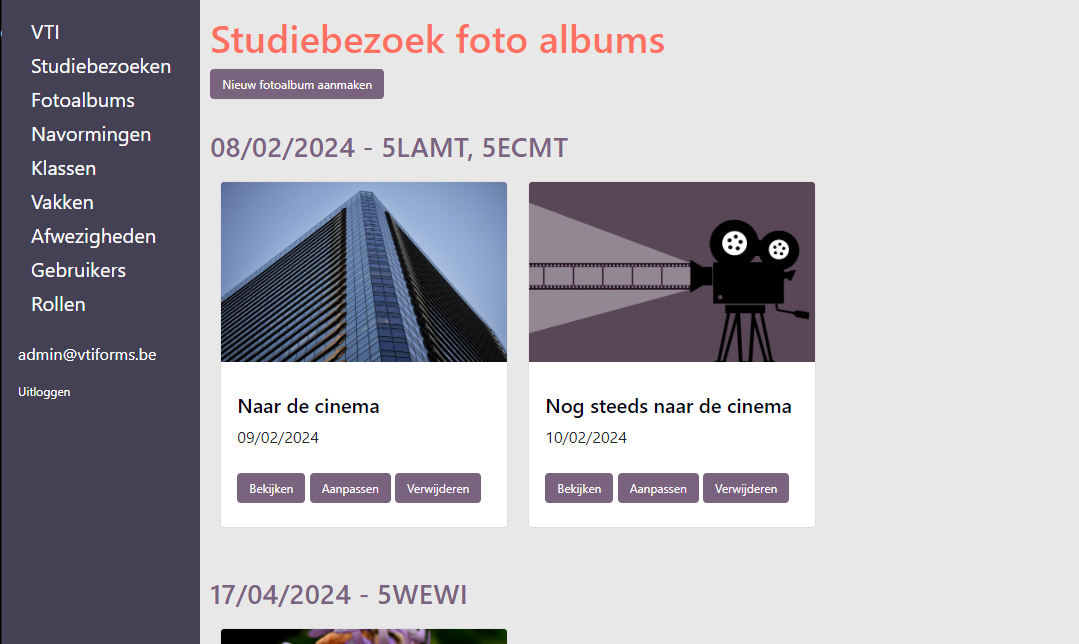 VTI
Studiebezoeken
Fotoalbums
Navormingen
Klassen
Vakken
Afwezigheden
Gebruikers
Rollen
admin@vtiforms.be
Uitloggen
Studiebezoek foto albums
Nieuw fotoalbum aanmaken
08/02/2024 - 5LAMT, 5ECMT
Naar de cinema
09/02/2024
Bekijken Aanpassen Verwijderen
Nog steeds naar de cinema
10/02/2024
Bekijken Aanpassen Verwijderen
17/04/2024 - 5WEWI